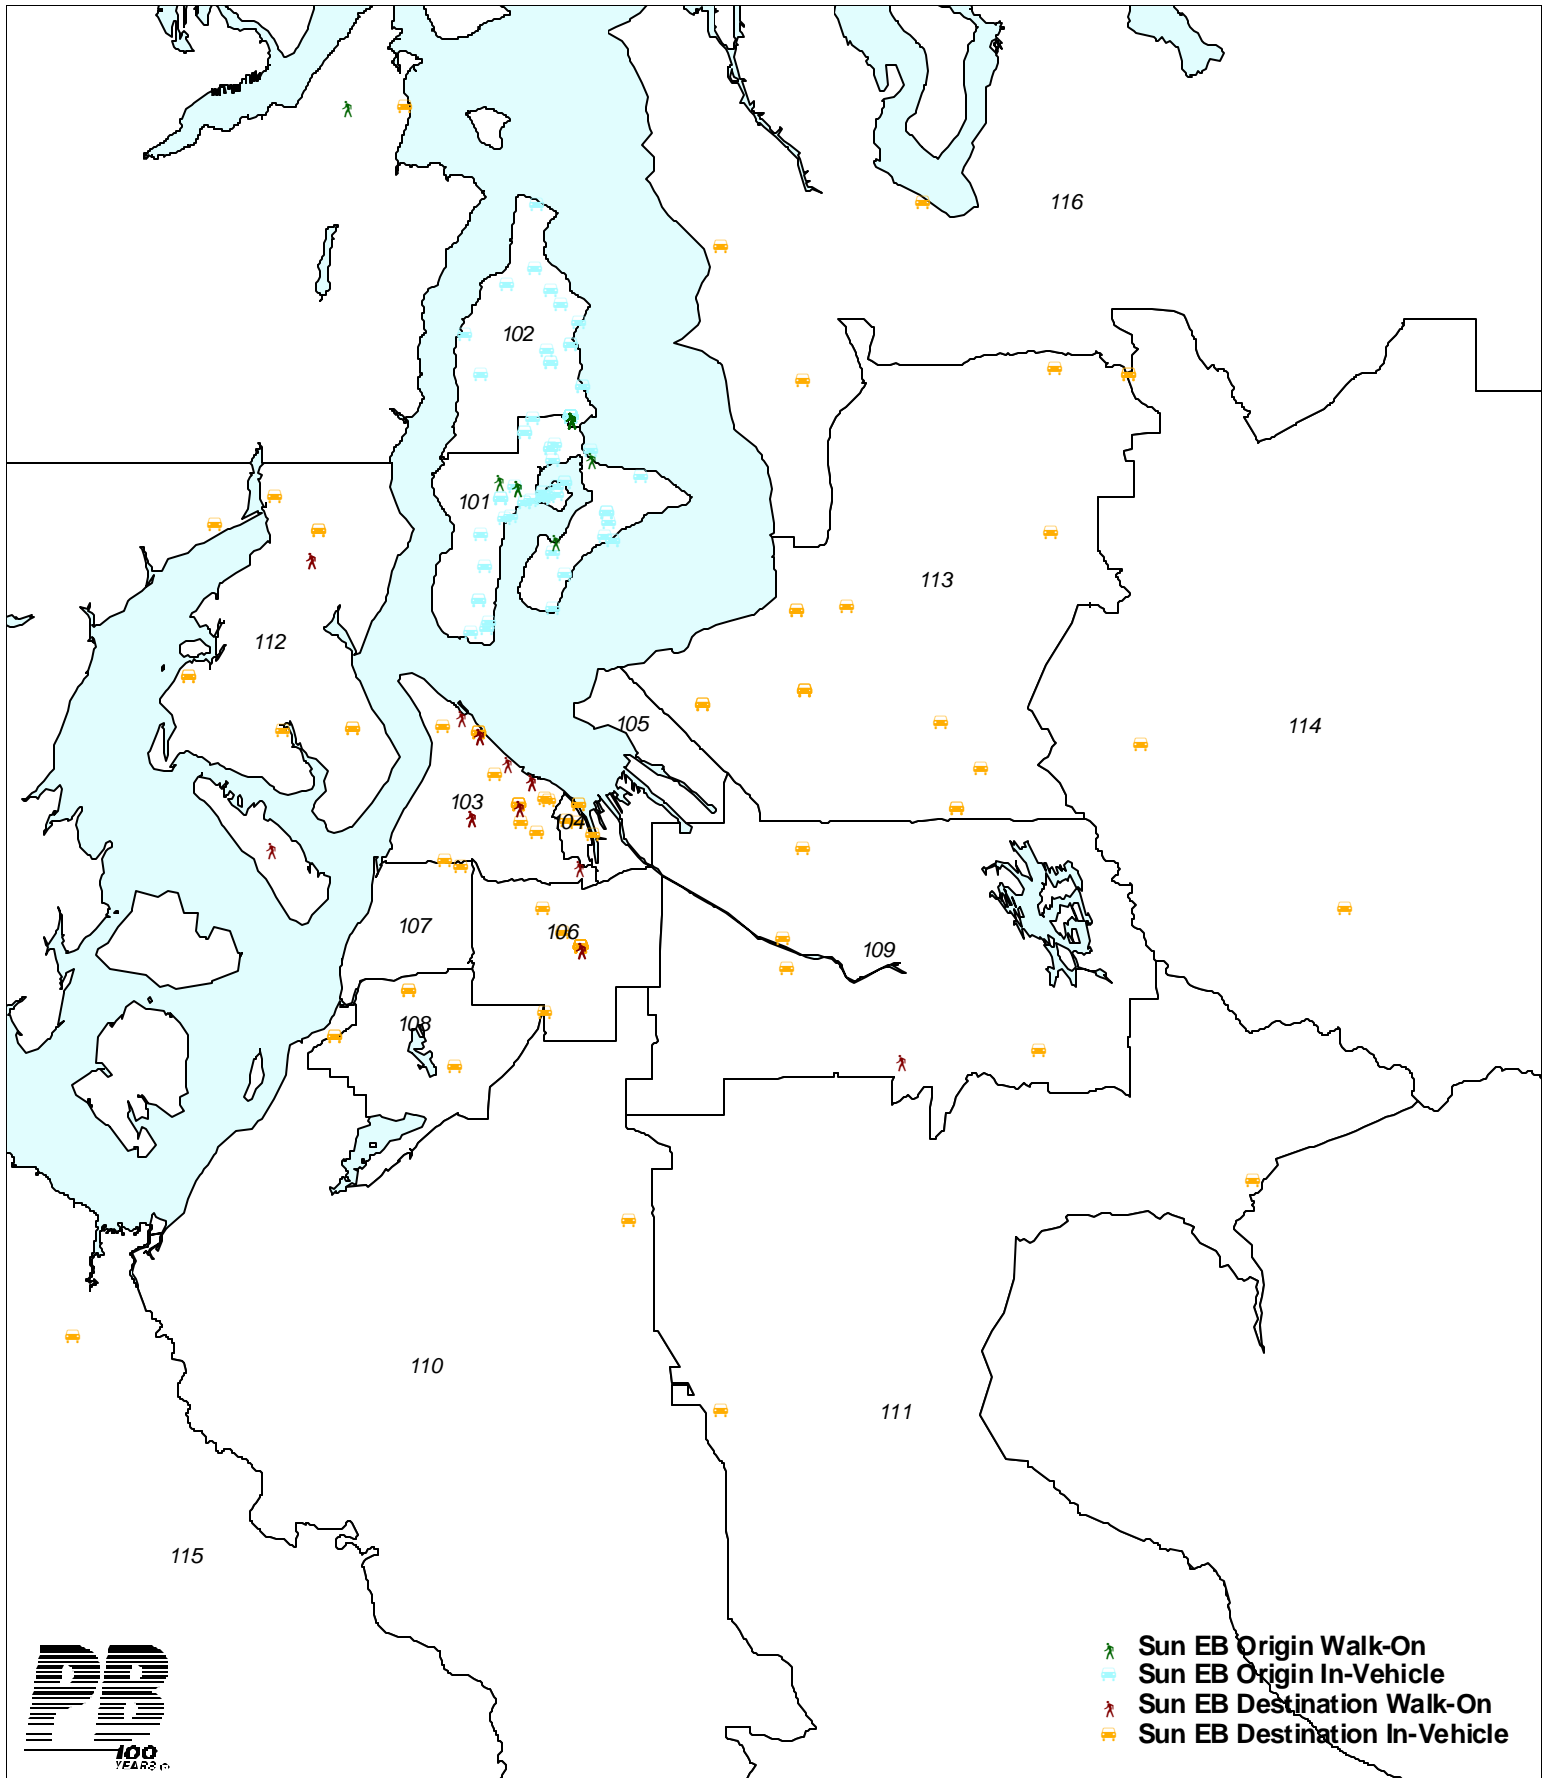 116
102
101
113
112
105
114
103
104
107
106
109
108
110
111
115
Sun EB Origin Walk-On
Sun EB Origin In-Vehicle
Sun EB Destination Walk-On
Sun EB Destination In-Vehicle
PB
100
YEARS ®